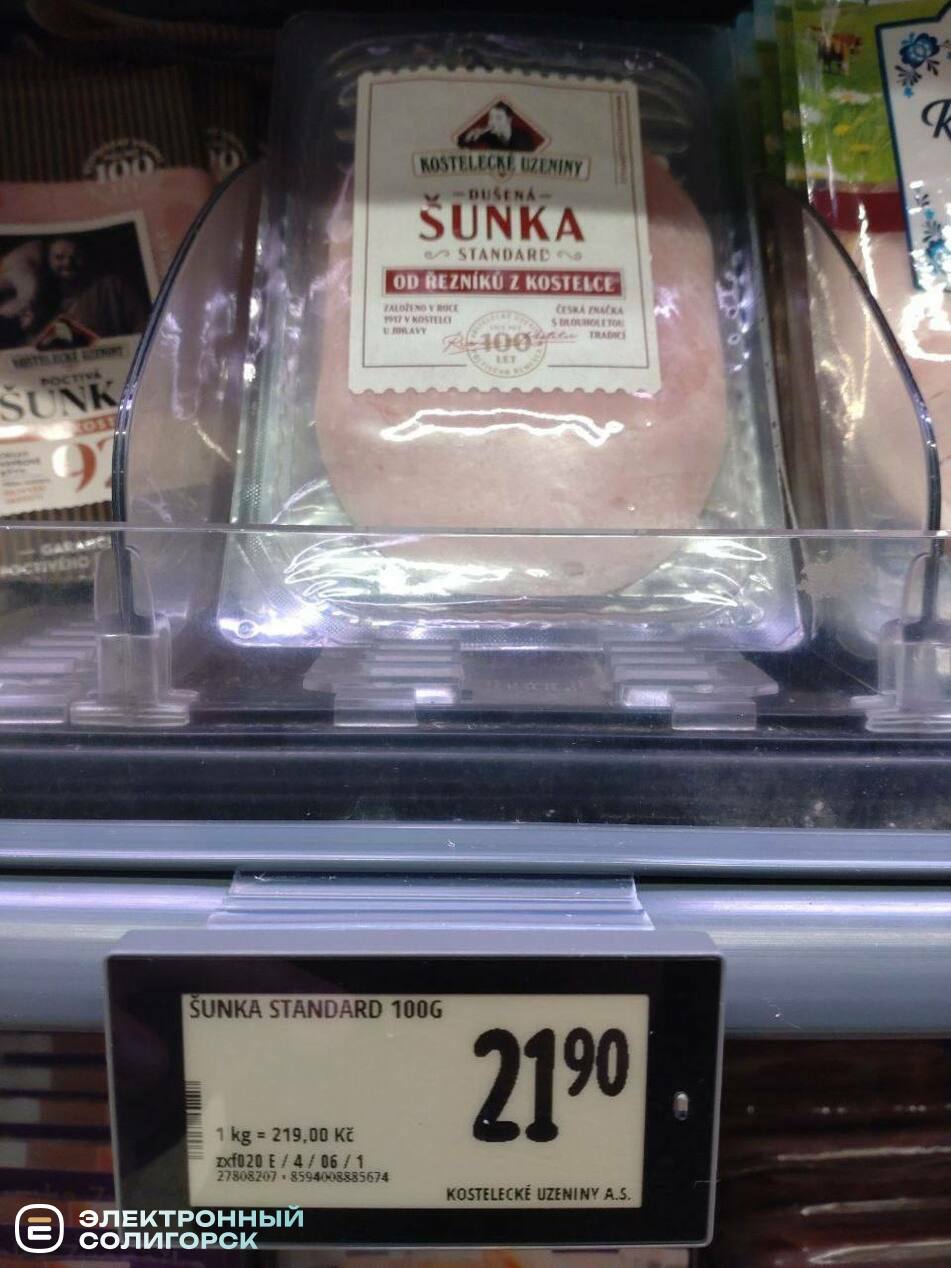 KOSTELECKÉ UZENINY
DUŠENÁ
ŠUNKA
STANDARD
OD ŘEZNÍKŮ Z KOSTELCE
ZALOŽENO V ROCE
1917 V KOSTELCI
U JIHLAVY
ČESKÁ ZNAČKA
S DLOUHOLETOU
TRADICÍ
100
LET
100
KOSTELECKÉ UZENINY
POCTIVÁ
ŠUNK
ŠUNKA STANDARD 100G
2190
1 kg = 219,00 Kč
zxf020 E / 4 / 06 / 1
27808207 • 8594008885674
KOSTELECKÉ UZENINY A.S.
ЭЛЕКТРОННЫЙ
СОЛИГОРСК